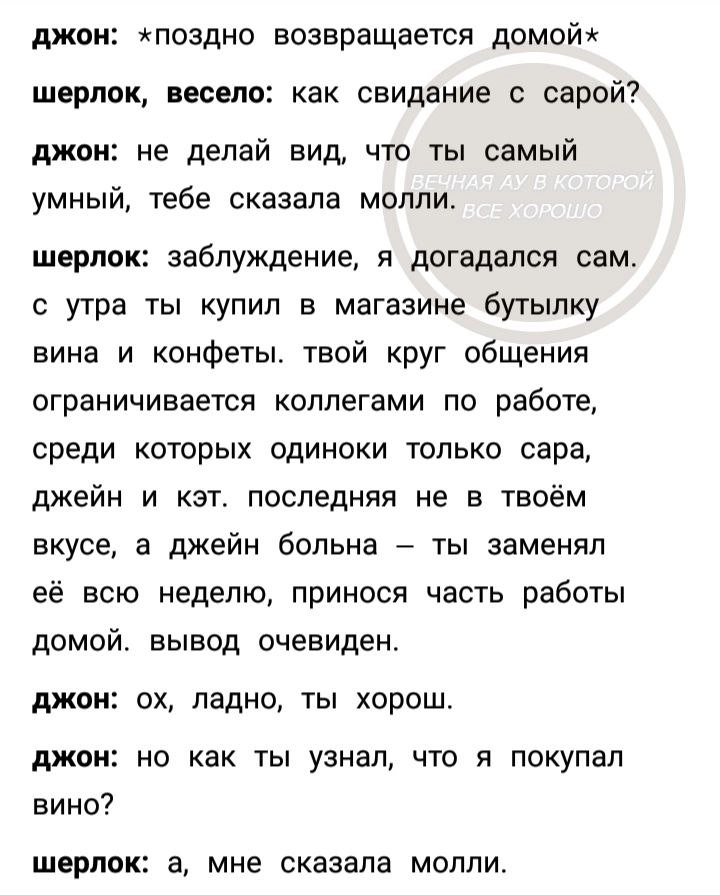 джон: *поздно возвращается домой*
шерлок, весело: как свидание с сарой?
джон: не делай вид, что ты самый
умный, тебе сказала молли.
ВЕЧНАЯ АУ В КОТОРОЙ
ВСЕ ХОРОШО
шерлок: заблуждение, я догадался сам.
с утра ты купил в магазине бутылку
вина и конфеты. твой круг общения
ограничивается коллегами по работе,
среди которых одиноки только сара,
джейн и кэт. последняя не в твоём
вкусе, а джейн больна – ты заменял
её всю неделю, принося часть работы
домой. вывод очевиден.
джон: ох, ладно, ты хорош.
джон: но как ты узнал, что я покупал
вино?
шерлок: а, мне сказала молли.